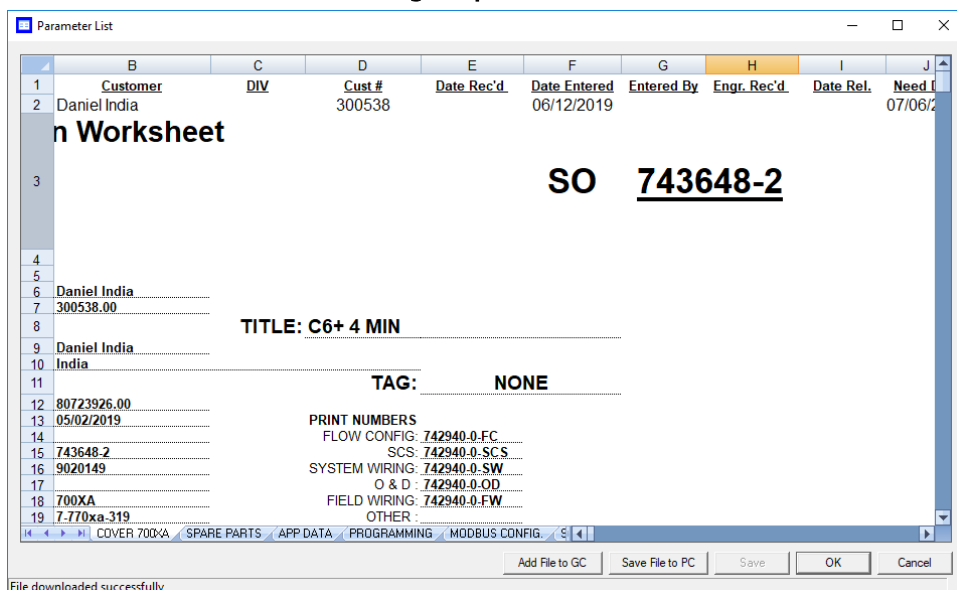 Parameter List
B C D E F G H I J
1 Customer DIV Cust # Date Rec'd Date Entered Entered By Engr. Rec'd Date Rel. Need
2 Daniel India 300538 06/12/2019 07/06/2
n Worksheet
3 SO 743648-2
4
5
6 Daniel India
7 300538.00
8 TITLE: C6+ 4 MIN
9 Daniel India
10 India
11 TAG: NONE
12 80723926.00
13 05/02/2019 PRINT NUMBERS
14 FLOW CONFIG: 742940-0-FC
15 743648-2 SCS: 742940-0-SCS
16 9020149 SYSTEM WIRING: 742940-0-SW
17 O & D : 742940-0-OD
18 700XA FIELD WIRING: 742940-0-FW
19 7-770xa-319 OTHER :
COVER 700XA SPARE PARTS APP DATA PROGRAMMING MODBUS CONFIG. S
Add File to GC Save File to PC Save OK Cancel
File downloaded successfully